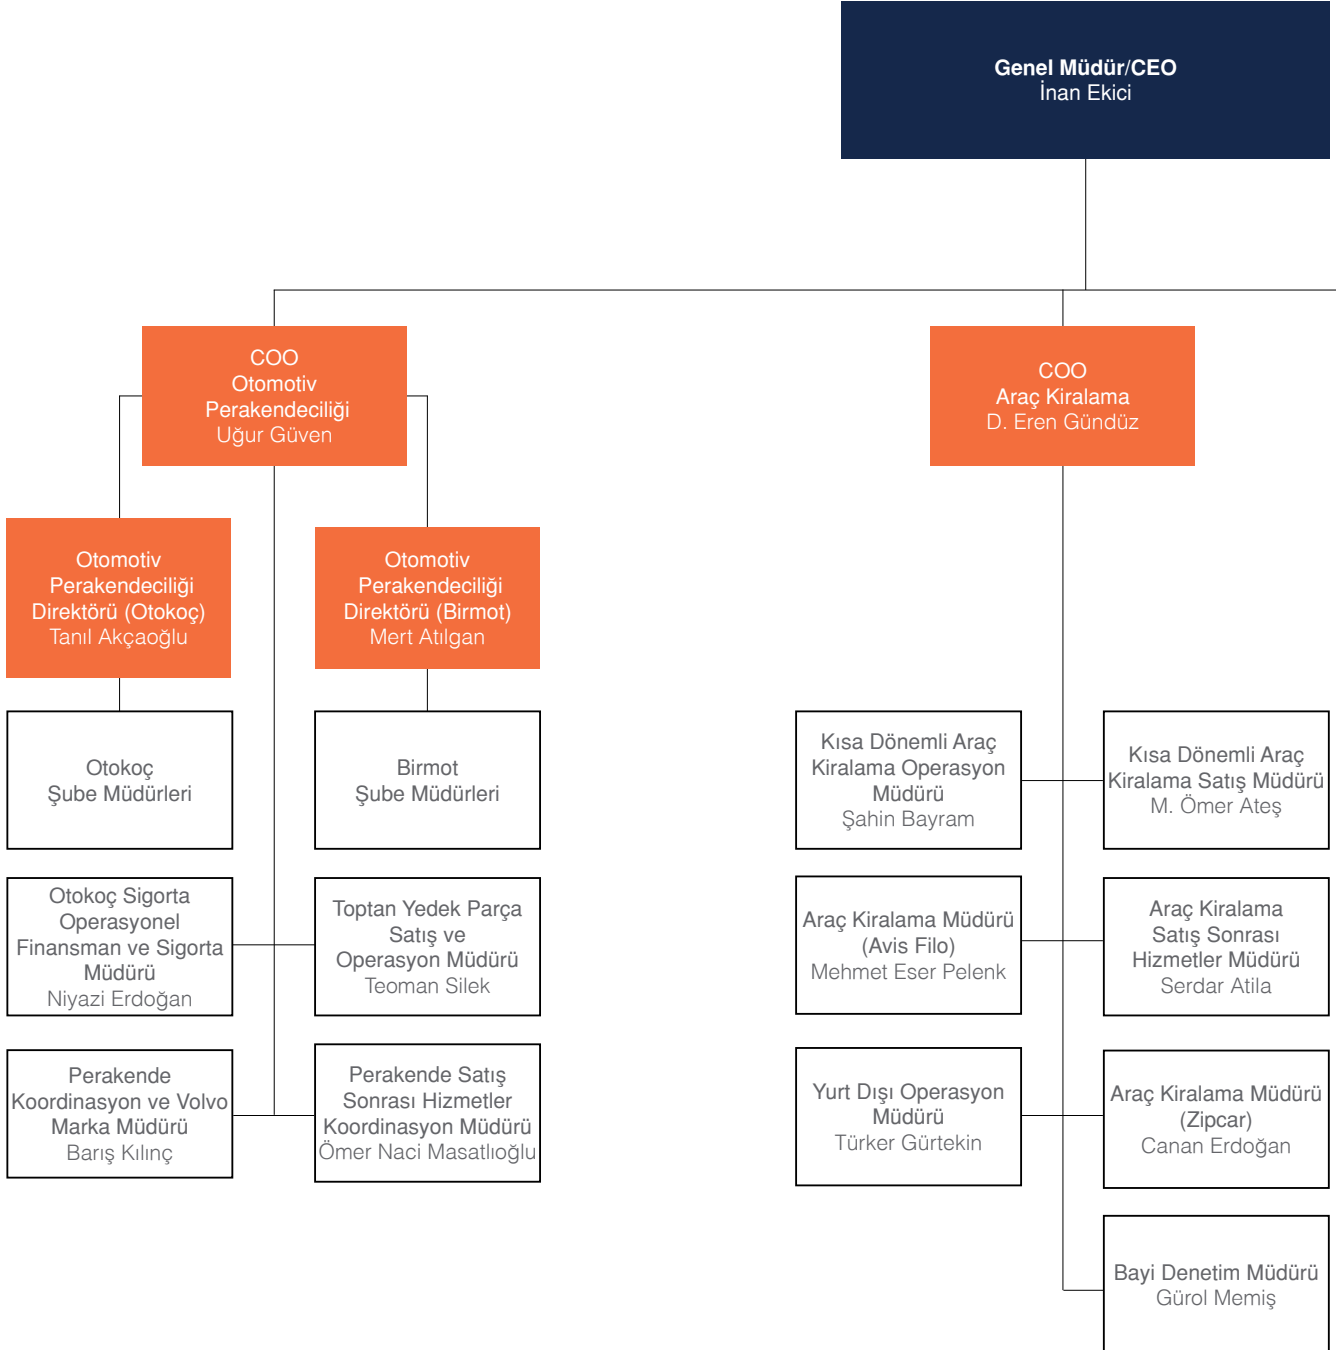 Genel Müdür/CEO
İnan Ekici
COO
Otomotiv
Perakendeciliği
Uğur Güven
COO
Araç Kiralama
D. Eren Gündüz
Otomotiv
Perakendeciliği
Direktörü (Otokoç)
Tanıl Akçaoğlu
Otomotiv
Perakendeciliği
Direktörü (Birmot)
Mert Atılgan
Otokoç
Şube Müdürleri
Birmot
Şube Müdürleri
Kısa Dönemli Araç
Kiralama Operasyon
Müdürü
Şahin Bayram
Kısa Dönemli Araç
Kiralama Satış Müdürü
M. Ömer Ateş
Otokoç Sigorta
Operasyonel
Finansman ve Sigorta
Müdürü
Niyazi Erdoğan
Toptan Yedek Parça
Satış ve
Operasyon Müdürü
Teoman Silek
Araç Kiralama Müdürü
(Avis Filo)
Mehmet Eser Pelenk
Araç Kiralama
Satış Sonrası
Hizmetler Müdürü
Serdar Atila
Perakende
Koordinasyon ve Volvo
Marka Müdürü
Barış Kılınç
Perakende Satış
Sonrası Hizmetler
Koordinasyon Müdürü
Ömer Naci Masatlıoğlu
Yurt Dışı Operasyon
Müdürü
Türker Gürtekin
Araç Kiralama Müdürü
(Zipcar)
Canan Erdoğan
Bayi Denetim Müdürü
Gürol Memiş